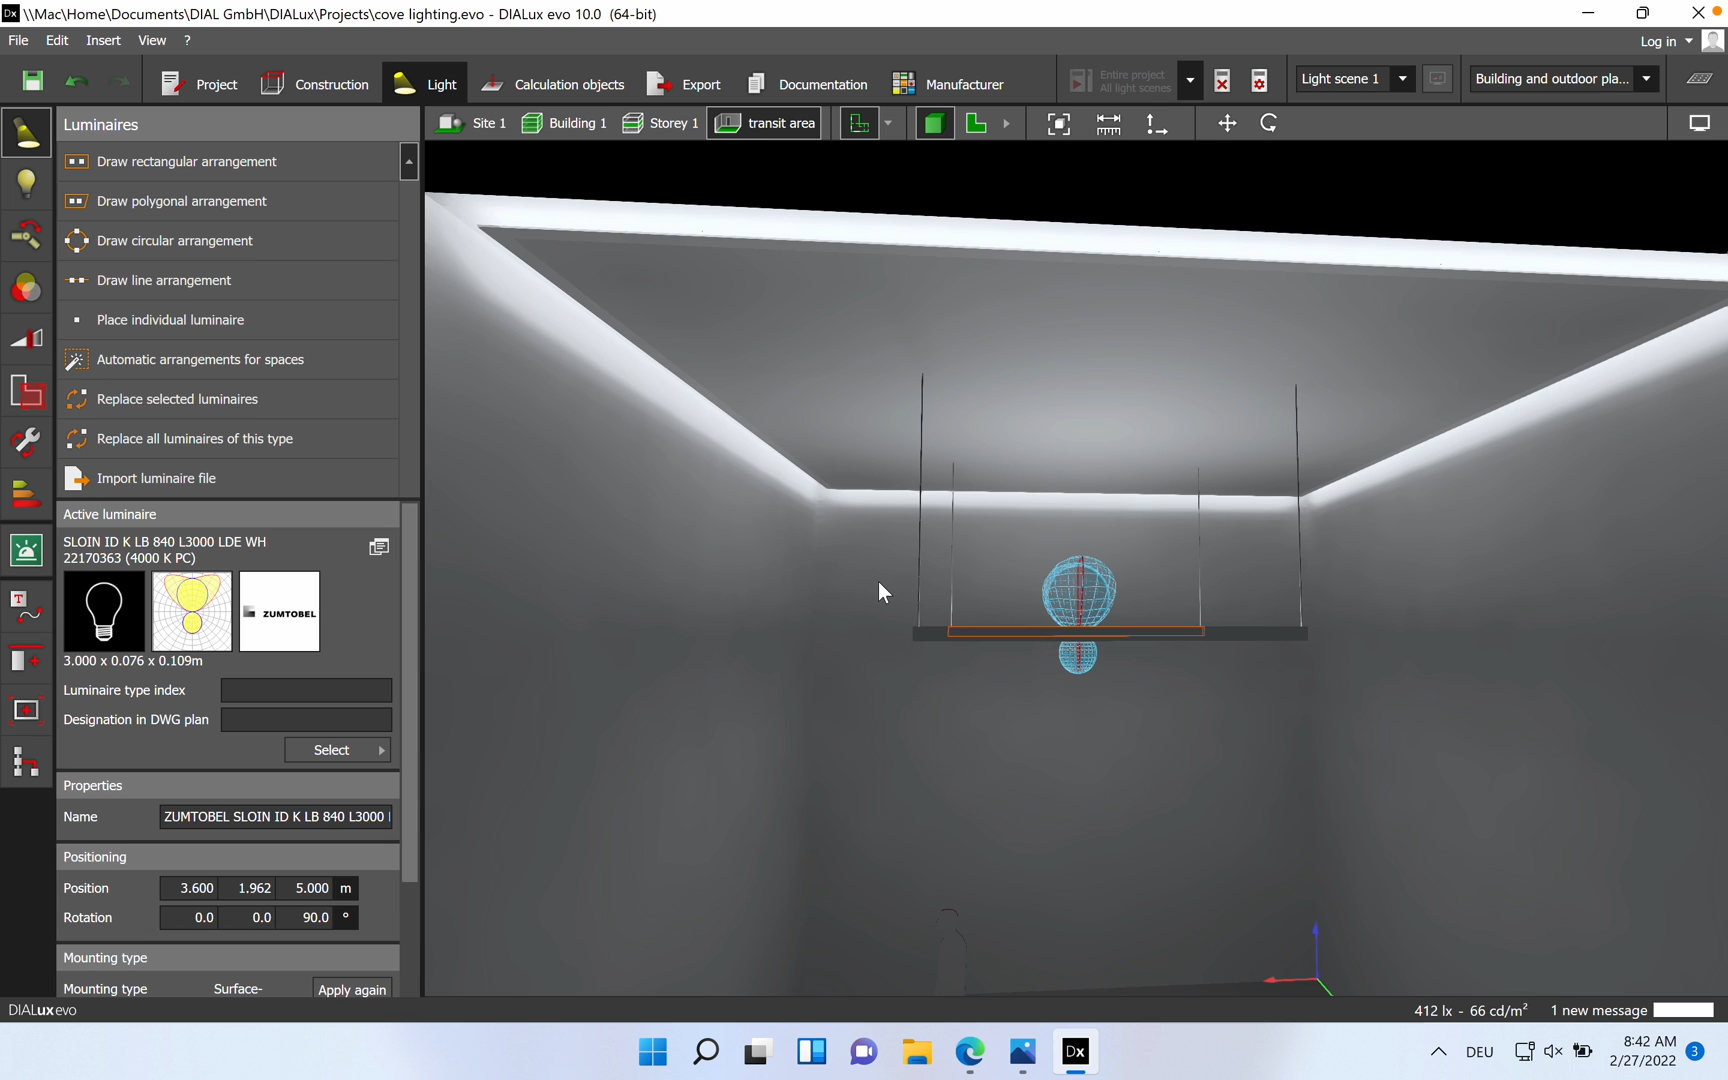 Dx \\Mac\Home\Documents\DIAL GmbH\DIALux\Projects\cove lighting.evo - DIALux evo 10.0 (64-bit)
File Edit Insert View ?
Log in
Project Construction Light Calculation objects Export Documentation Manufacturer
Entire project
All light scenes
Light scene 1
Building and outdoor pla...
Luminaires
Site 1 Building 1 Storey 1 transit area
Draw rectangular arrangement
Draw polygonal arrangement
Draw circular arrangement
Draw line arrangement
Place individual luminaire
Automatic arrangements for spaces
Replace selected luminaires
Replace all luminaires of this type
Import luminaire file
Active luminaire
SLOIN ID K LB 840 L3000 LDE WH
22170363 (4000 K PC)
ZUMTOBEL
3.000 x 0.076 x 0.109m
Luminaire type index
Designation in DWG plan
Select
Properties
Name ZUMTOBEL SLOIN ID K LB 840 L3000
Positioning
Position 3.600 1.962 5.000 m
Rotation 0.0 0.0 90.0 °
Mounting type
Mounting type Surface- Apply again
DIALux evo
412 lx - 66 cd/m² 1 new message
Dx
DEU
8:42 AM
2/27/2022
3